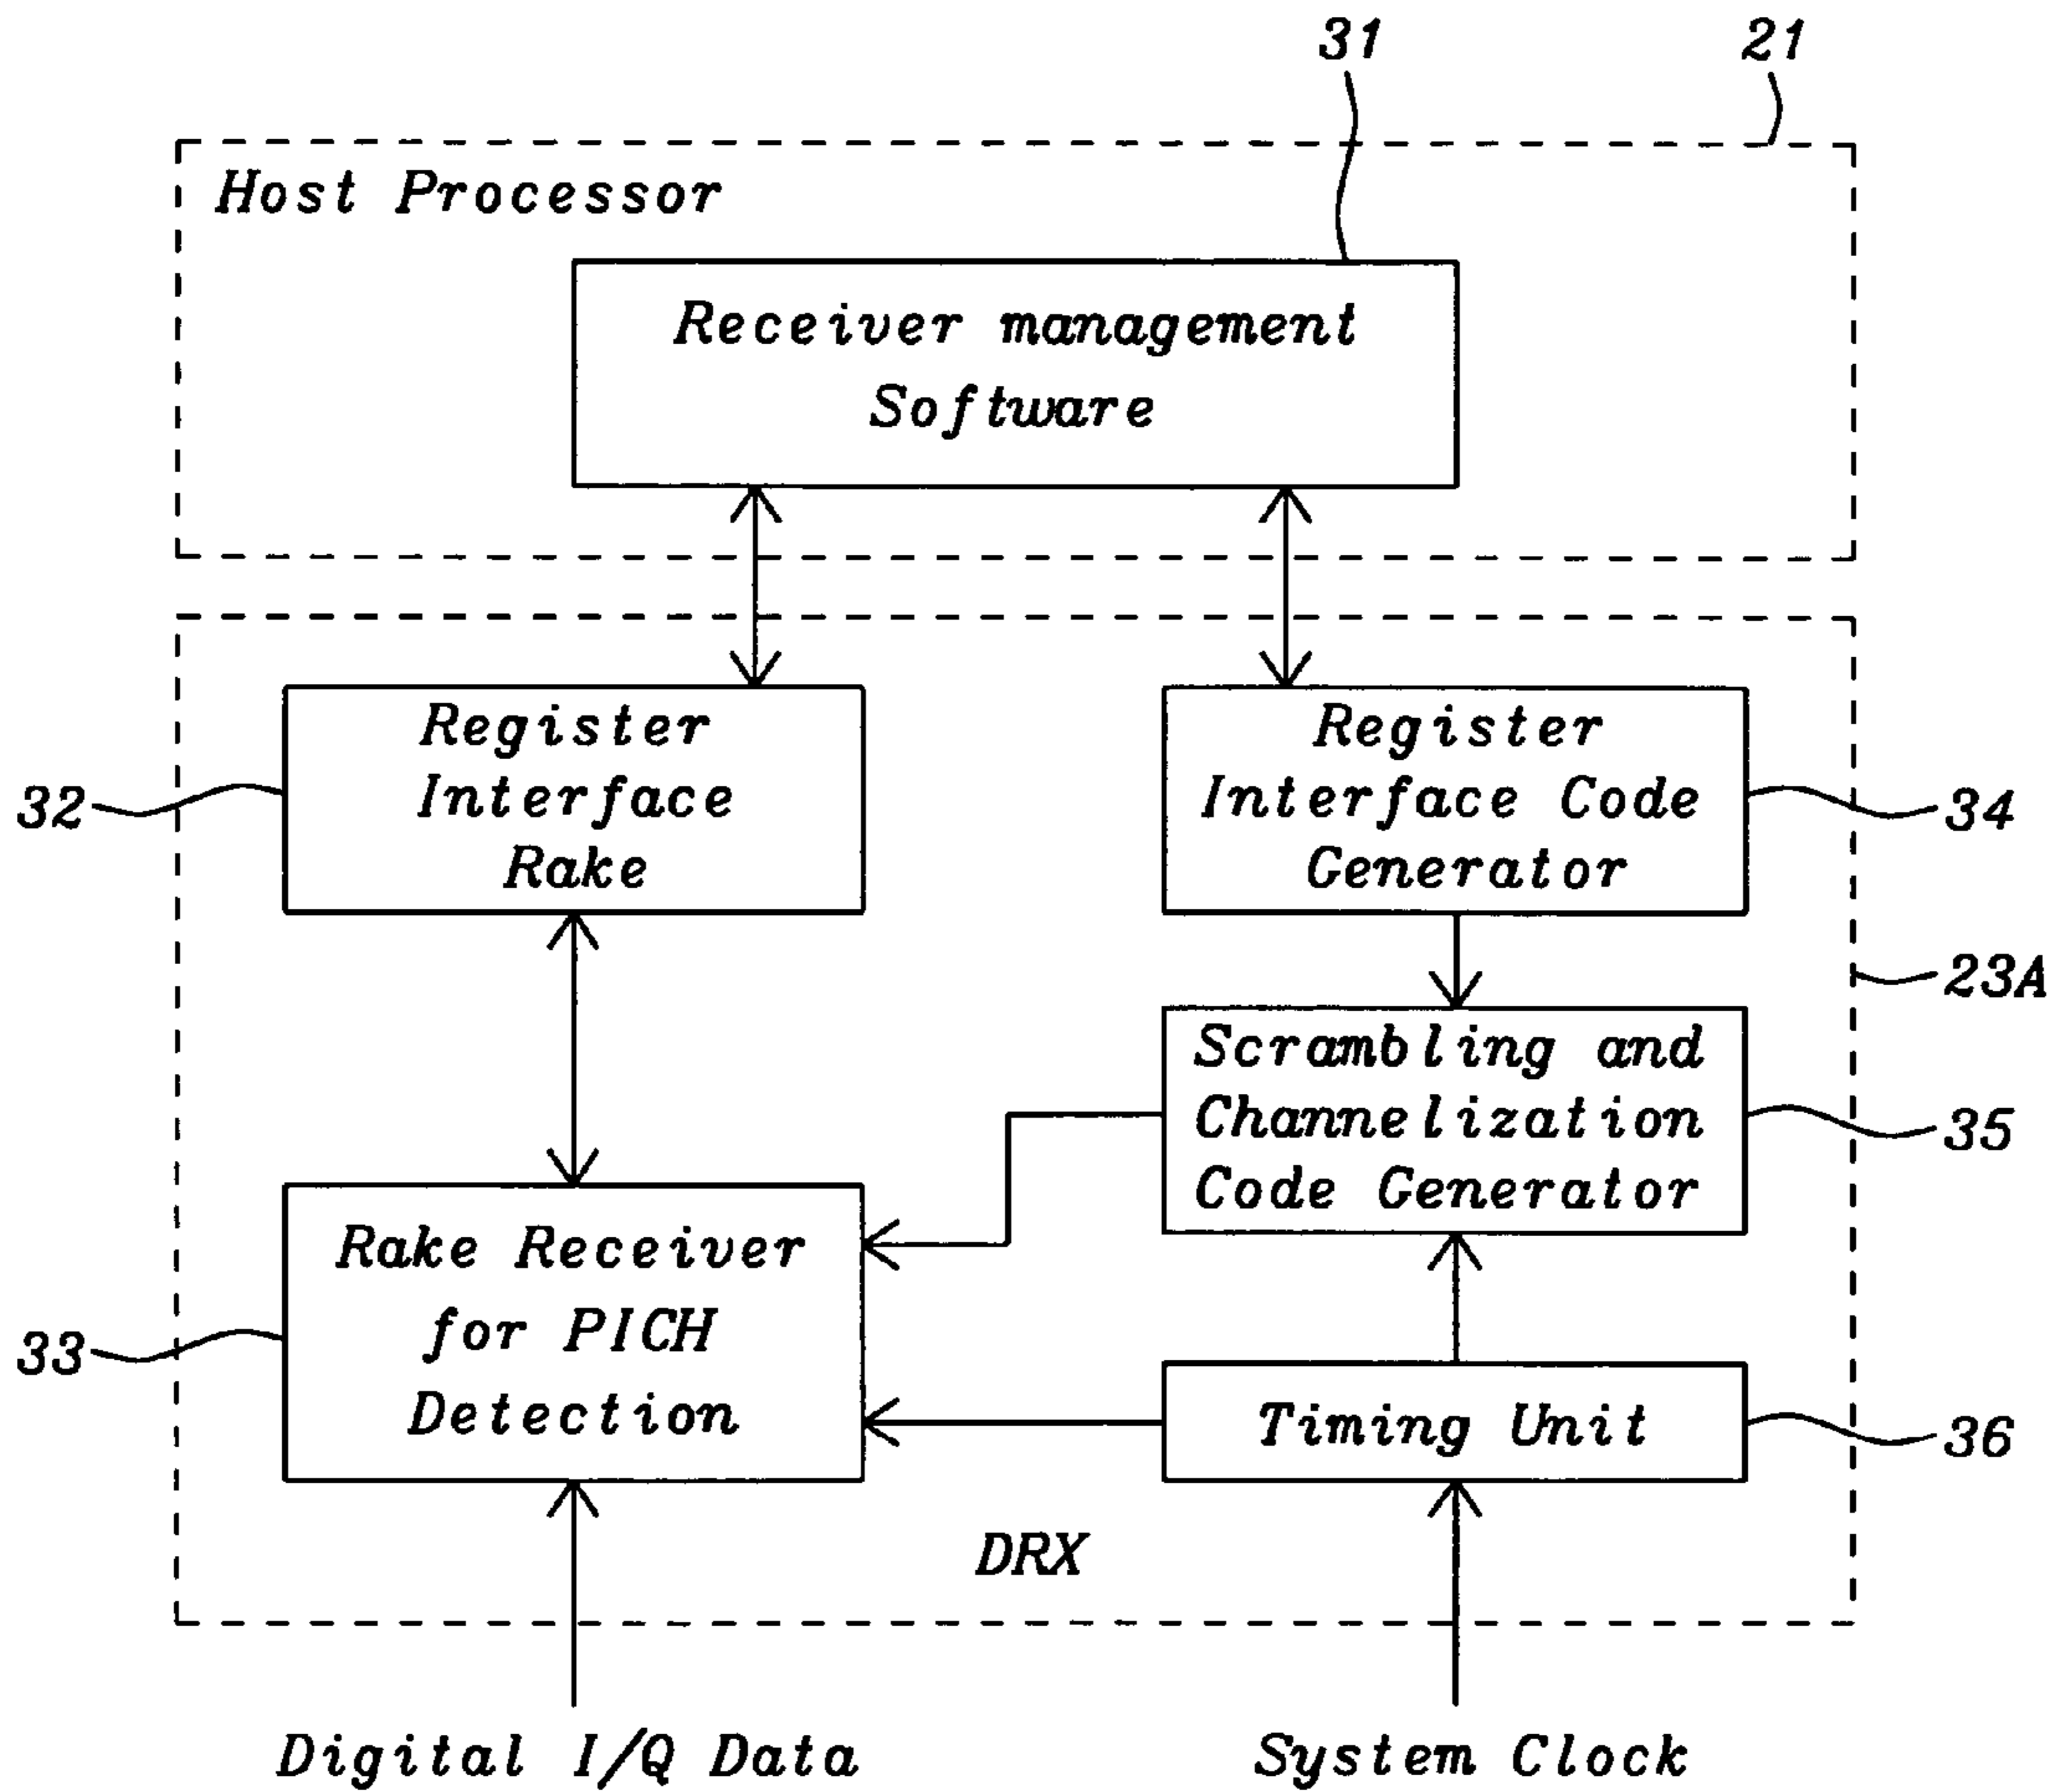 31
21
Host Processor
Receiver management
Software
Register
Interface
Rake
32
Register
Interface Code
Generator
34
23A
Scrambling and
Channelization
Code Generator
35
Rake Receiver
for PICH
Detection
33
Timing Unit
36
DRX
Digital I/Q Data
System Clock